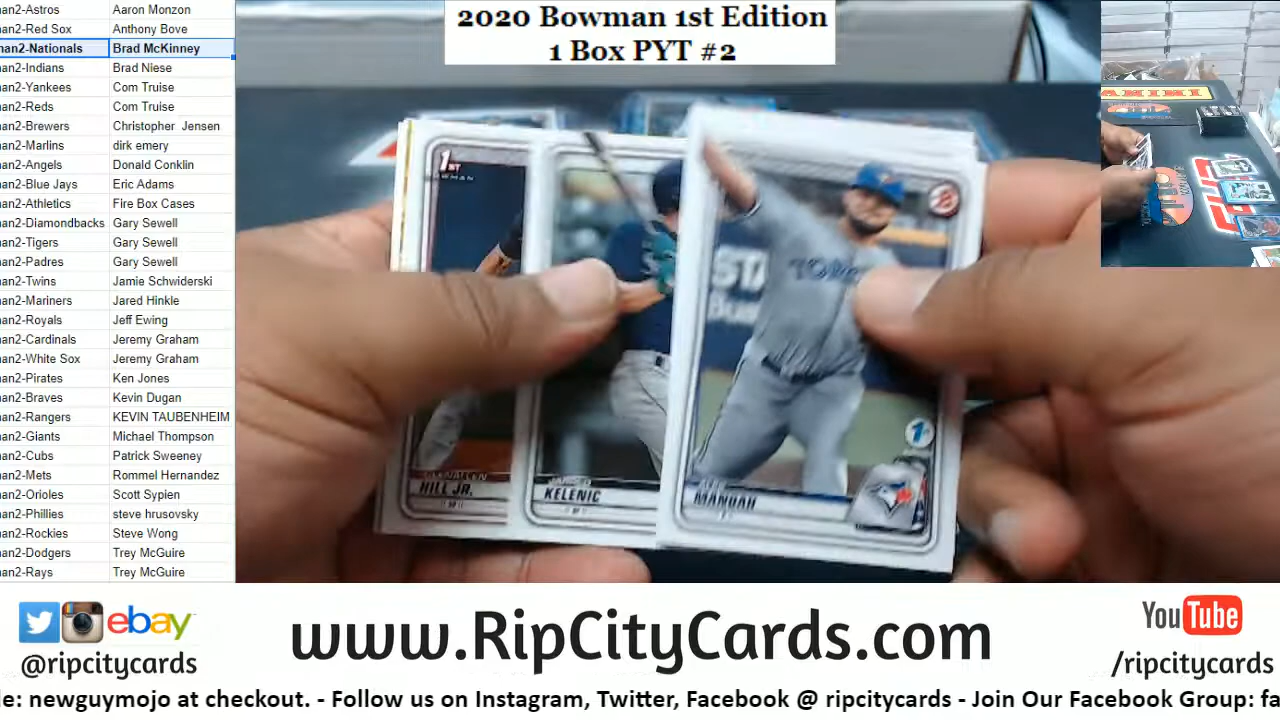 2020 Bowman 1st Edition
1 Box PYT #2
nan2-Astros Aaron Monzon
nan2-Red Sox Anthony Bove
nan2-Nationals Brad McKinney
nan2-Indians Brad Niese
nan2-Yankees Com Truise
nan2-Reds Com Truise
nan2-Brewers Christopher Jensen
nan2-Marlins dirk emery
nan2-Angels Donald Conklin
nan2-Blue Jays Eric Adams
nan2-Athletics Fire Box Cases
nan2-Diamondbacks Gary Sewell
nan2-Tigers Gary Sewell
nan2-Padres Gary Sewell
nan2-Twins Jamie Schwiderski
nan2-Mariners Jared Hinkle
nan2-Royals Jeff Ewing
nan2-Cardinals Jeremy Graham
nan2-White Sox Jeremy Graham
nan2-Pirates Ken Jones
nan2-Braves Kevin Dugan
nan2-Rangers KEVIN TAUBENHEIM
nan2-Giants Michael Thompson
nan2-Cubs Patrick Sweeney
nan2-Mets Rommel Hernandez
nan2-Orioles Scott Sypien
nan2-Phillies steve hrusovsky
nan2-Rockies Steve Wong
nan2-Dodgers Trey McGuire
nan2-Rays Trey McGuire
1ST
HILL JR.
KELENIC
MANOAH
1st
PANINI
ebay
@ripcitycards
www.RipCityCards.com
YouTube
/ripcitycards
le: newguymojo at checkout. - Follow us on Instagram, Twitter, Facebook @ ripcitycards - Join Our Facebook Group: fa